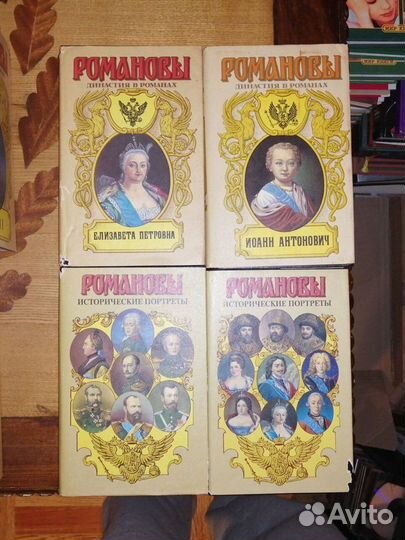 РОМАНОВЫ
ДИНАСТИЯ В РОМАНАХ
ЕЛИЗАВЕТА ПЕТРОВНА
РОМАНОВЫ
ДИНАСТИЯ В РОМАНАХ
ИОАНН АНТОНОВИЧ
РОМАНОВЫ
ИСТОРИЧЕСКИЕ ПОРТРЕТЫ
РОМАНОВЫ
ИСТОРИЧЕСКИЕ ПОРТРЕТЫ
Avito